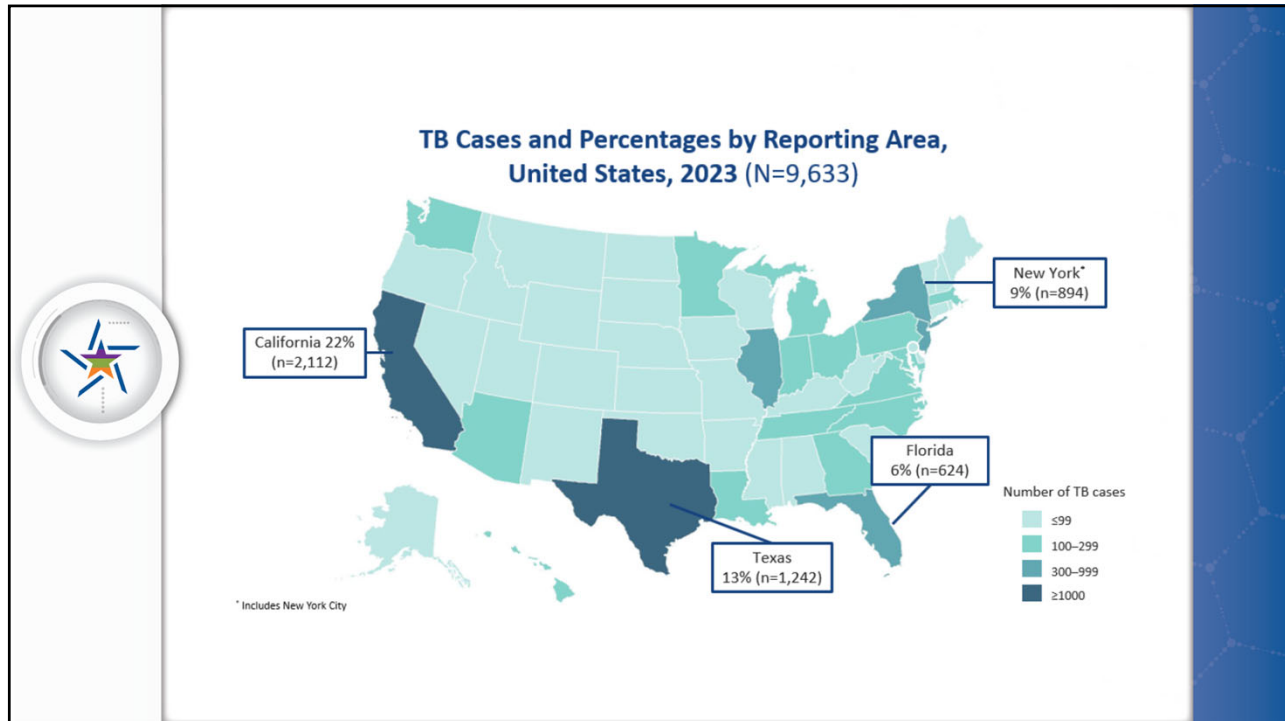 TB Cases and Percentages by Reporting Area,
United States, 2023 (N=9,633)
New York*
9% (n=894)
California 22%
(n=2,112)
Florida
6% (n=624)
Texas
13% (n=1,242)
Number of TB cases
≤99
100–299
300–999
≥1000
* Includes New York City